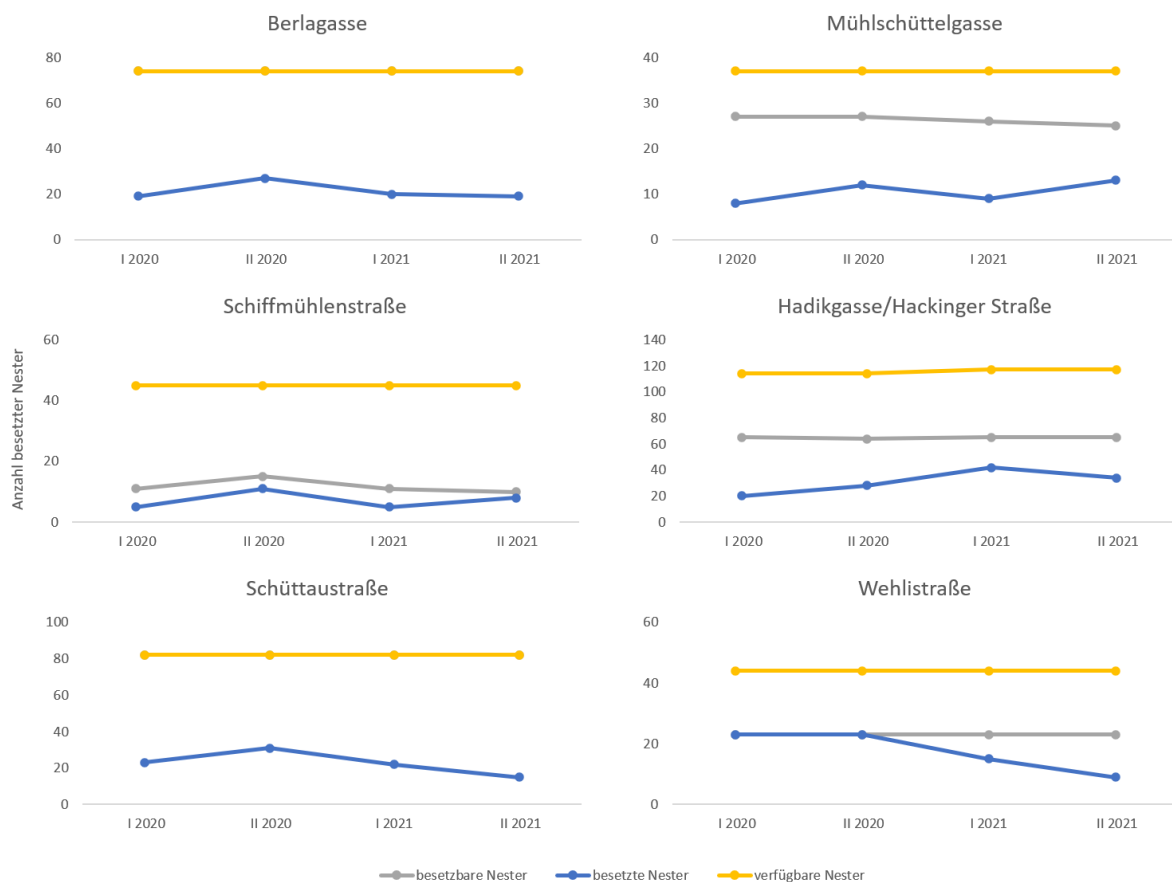 Berlagasse
80
60
40
20
0
I 2020 II 2020 I 2021 II 2021
Mühlschüttelgasse
40
30
20
10
0
I 2020 II 2020 I 2021 II 2021
Anzahl besetzter Nester
Schiffmühlenstraße
60
40
20
0
I 2020 II 2020 I 2021 II 2021
Hadikgasse/Hackinger Straße
140
120
100
80
60
40
20
0
I 2020 II 2020 I 2021 II 2021
Schüttaustraße
100
80
60
40
20
0
I 2020 II 2020 I 2021 II 2021
Wehlistraße
60
40
20
0
I 2020 II 2020 I 2021 II 2021
besetzbare Nester besetzte Nester verfügbare Nester